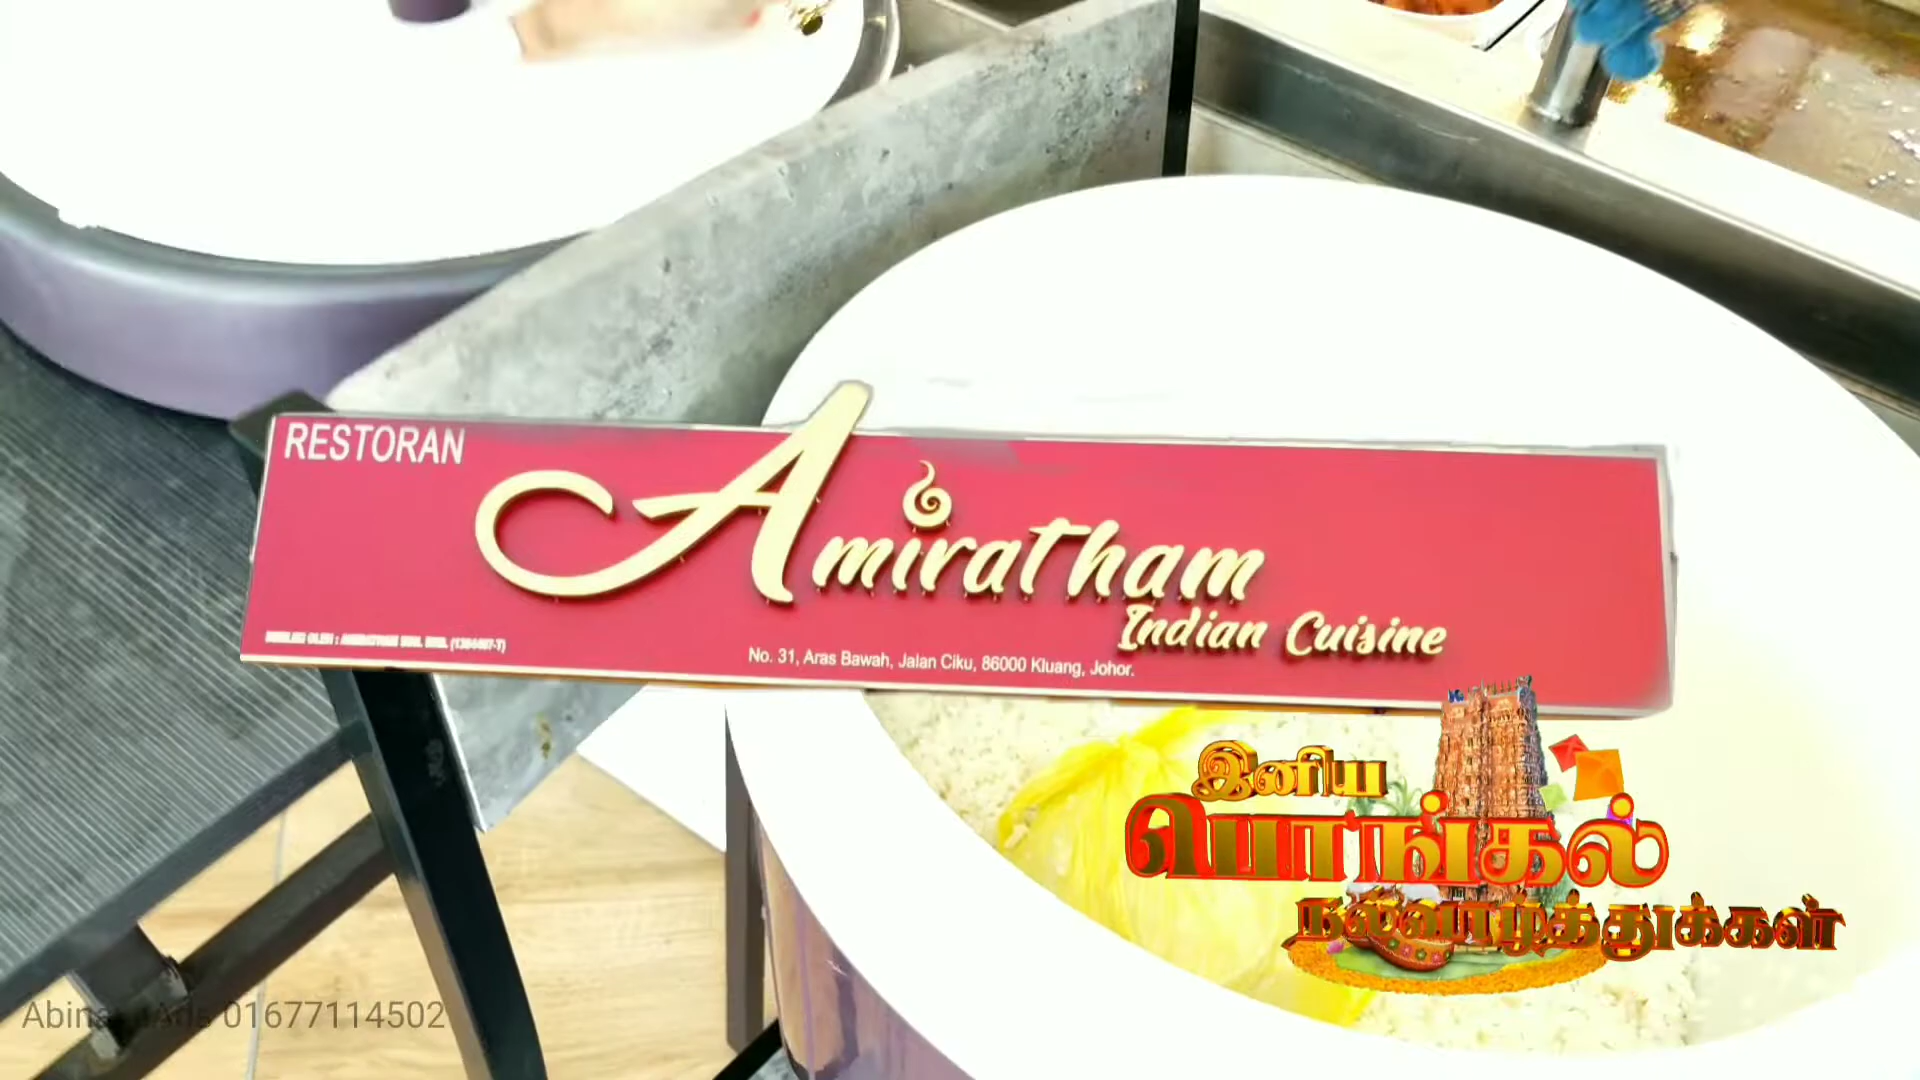 RESTORAN
Amiratham
Indian Cuisine
(1384497-T)
No. 31, Aras Bawah, Jalan Ciku, 86000 Kluang, Johor.
இனிய
பொங்கல்
நல்வாழ்த்துக்கள்
Ads 01677114502